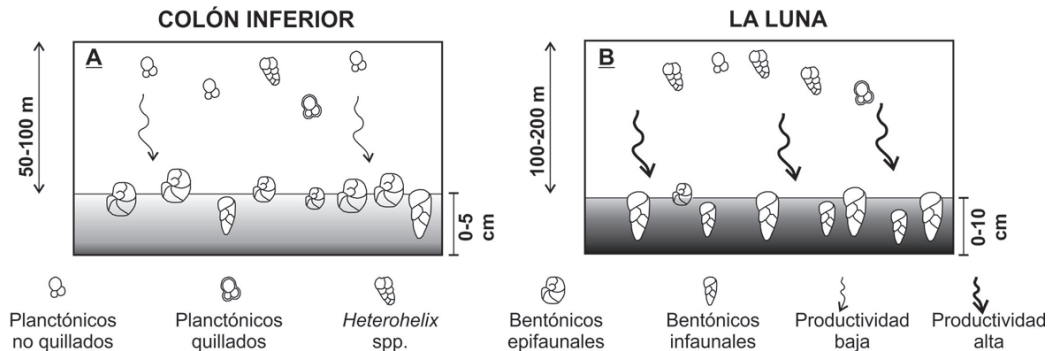 COLÓN INFERIOR
LA LUNA
50-100 m
A
0-5
cm
100-200 m
B
0-10
cm
Planctónicos
no quillados
Planctónicos
quillados
Heterohelix
spp.
Bentónicos
epifaunales
Bentónicos
infaunales
Productividad
baja
Productividad
alta